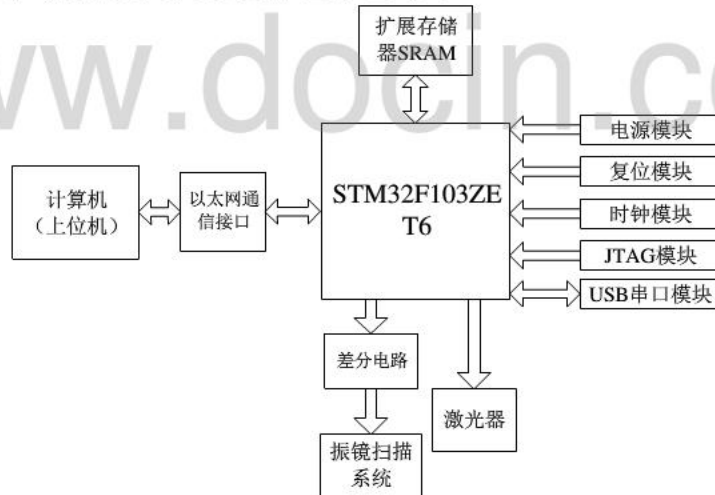 扩展存储
器SRAM
ww.docin.co
电源模块
复位模块
时钟模块
JTAG模块
USB串口模块
STM32F103ZE
T6
计算机
（上位机）
以太网通
信接口
差分电路
激光器
振镜扫描
系统